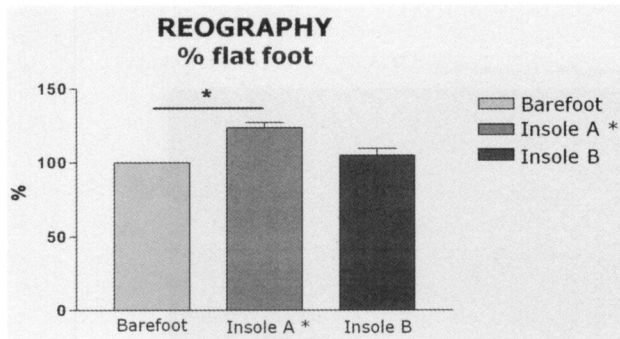 REOGRAPHY
% flat foot
150
100
50
0
%
*
Barefoot
Insole A *
Insole B
Barefoot
Insole A *
Insole B